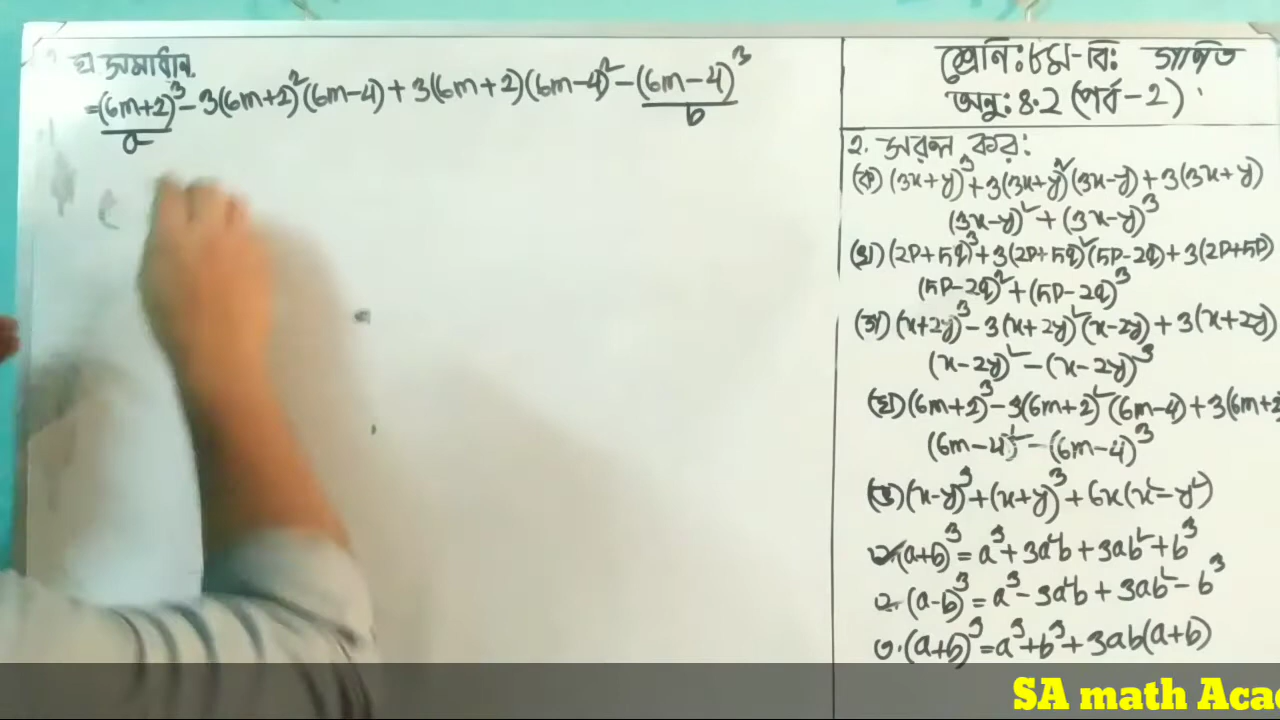 ঘ সমাধান.
=(6m+2)³-3(6m+2)²(6m-4)+3(6m+2)(6m-4)²-(6m-4)³
a b
শ্রেণি: ৮ম-বি: গণিত
অনু: ৪.2 (পর্ব-2)
২. সরল কর:
(ক) (3x+y)³+3(3x+y)²(3x-y)+3(3x+y)
(3x-y)²+(3x-y)³
(খ) (2p+5q)³+3(2p+5q)²(5p-2q)+3(2p+5p)
(5p-2q)²+(5p-2q)³
(গ) (x+2y)³-3(x+2y)²(x-2y)+3(x+2y)
(x-2y)²-(x-2y)³
(ঘ) (6m+2)³-3(6m+2)²(6m-4)+3(6m+2
(6m-4)²-(6m-4)³
(ঙ) (x-y)³+(x+y)³+6x(x²-y²)
১. (a+b)³=a³+3a²b+3ab²+b³
২. (a-b)³=a³-3a²b+3ab²-b³
৩. (a+b)³=a³+b³+3ab(a+b)
SA math Aca